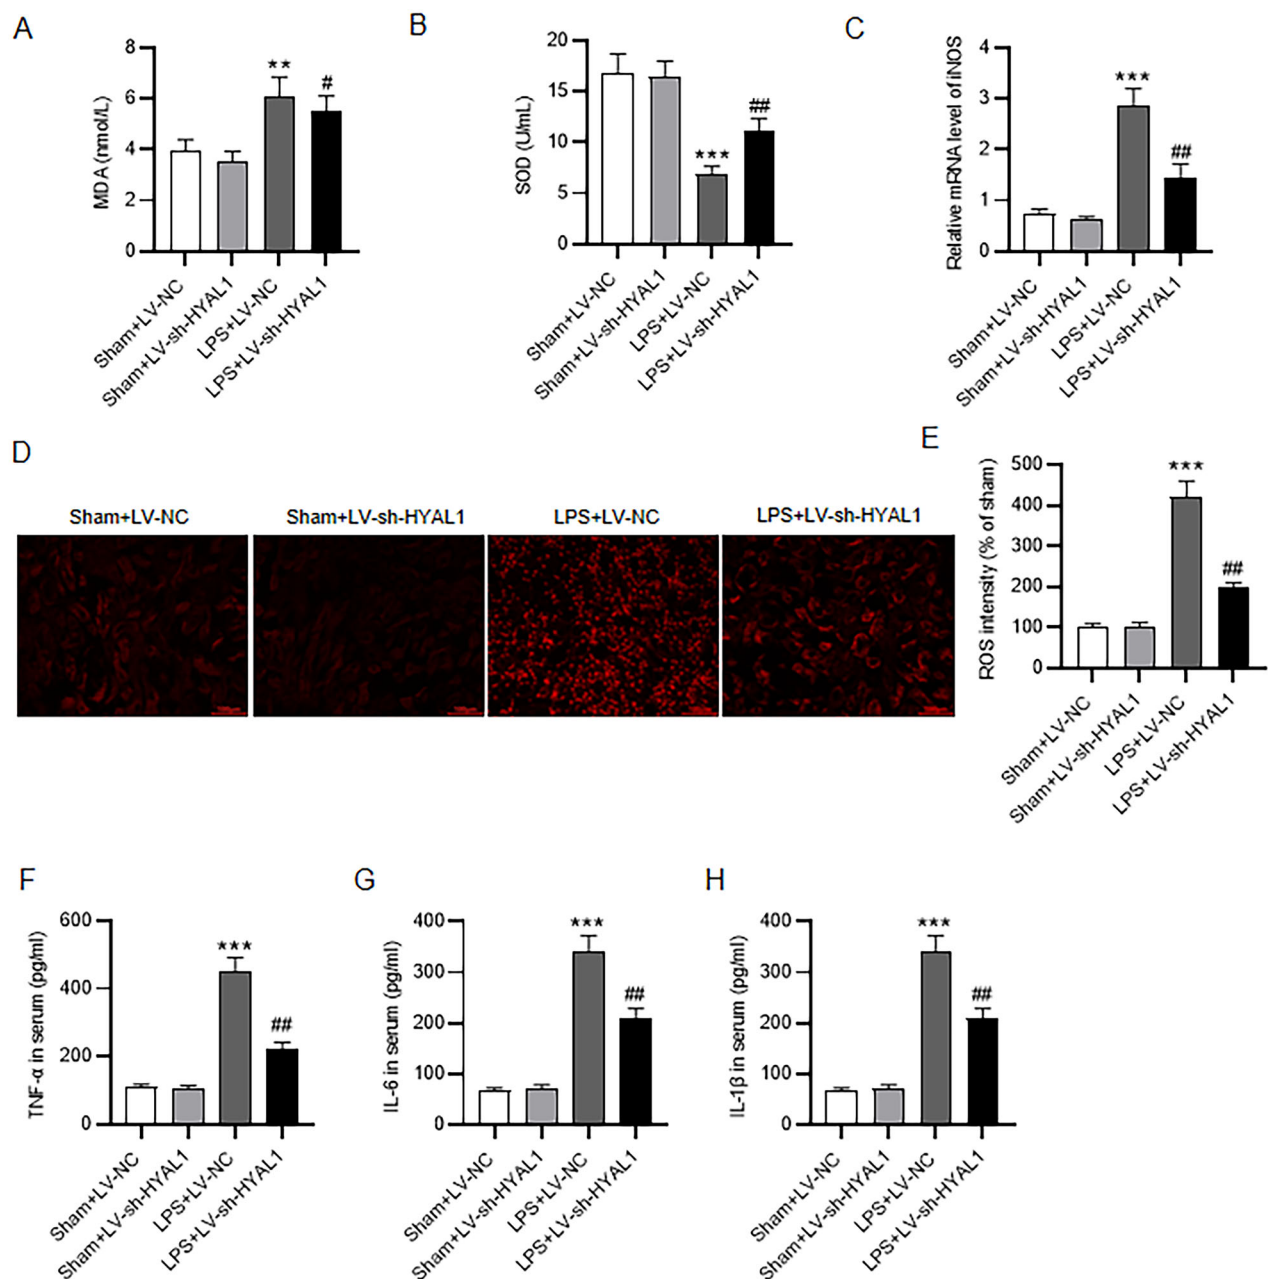 A
B
C
MDA (nmol/L)
8
6
4
2
0
**
#
Sham+LV-NC
Sham+LV-sh-HYAL1
LPS+LV-NC
LPS+LV-sh-HYAL1
SOD (U/mL)
20
15
10
5
0
***
##
Sham+LV-NC
Sham+LV-sh-HYAL1
LPS+LV-NC
LPS+LV-sh-HYAL1
Relative mRNA level of iNOS
4
3
2
1
0
***
##
Sham+LV-NC
Sham+LV-sh-HYAL1
LPS+LV-NC
LPS+LV-sh-HYAL1
D
Sham+LV-NC
Sham+LV-sh-HYAL1
LPS+LV-NC
LPS+LV-sh-HYAL1
E
ROS intensity (% of sham)
500
400
300
200
100
0
***
##
Sham+LV-NC
Sham+LV-sh-HYAL1
LPS+LV-NC
LPS+LV-sh-HYAL1
F
TNF-α in serum (pg/ml)
600
400
200
0
***
##
Sham+LV-NC
Sham+LV-sh-HYAL1
LPS+LV-NC
LPS+LV-sh-HYAL1
G
IL-6 in serum (pg/ml)
400
300
200
100
0
***
##
Sham+LV-NC
Sham+LV-sh-HYAL1
LPS+LV-NC
LPS+LV-sh-HYAL1
H
IL-1β in serum (pg/ml)
400
300
200
100
0
***
##
Sham+LV-NC
Sham+LV-sh-HYAL1
LPS+LV-NC
LPS+LV-sh-HYAL1